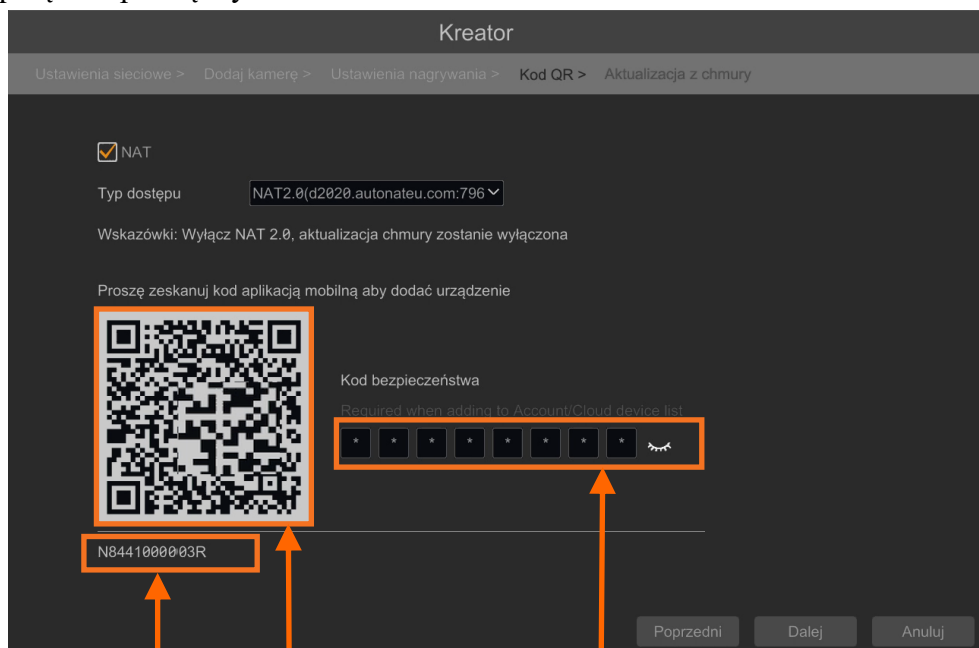 Kreator
Ustawienia sieciowe > Dodaj kamerę > Ustawienia nagrywania > Kod QR > Aktualizacja z chmury
NAT
Typ dostępu NAT2.0(d2020.autonateu.com:796
Wskazówki: Wyłącz NAT 2.0, aktualizacja chmury zostanie wyłączona
Proszę zeskanuj kod aplikacją mobilną aby dodać urządzenie
Kod bezpieczeństwa
Required when adding to Account/Cloud device list
* * * * * * * *
N8441000003R
Poprzedni Dalej Anuluj